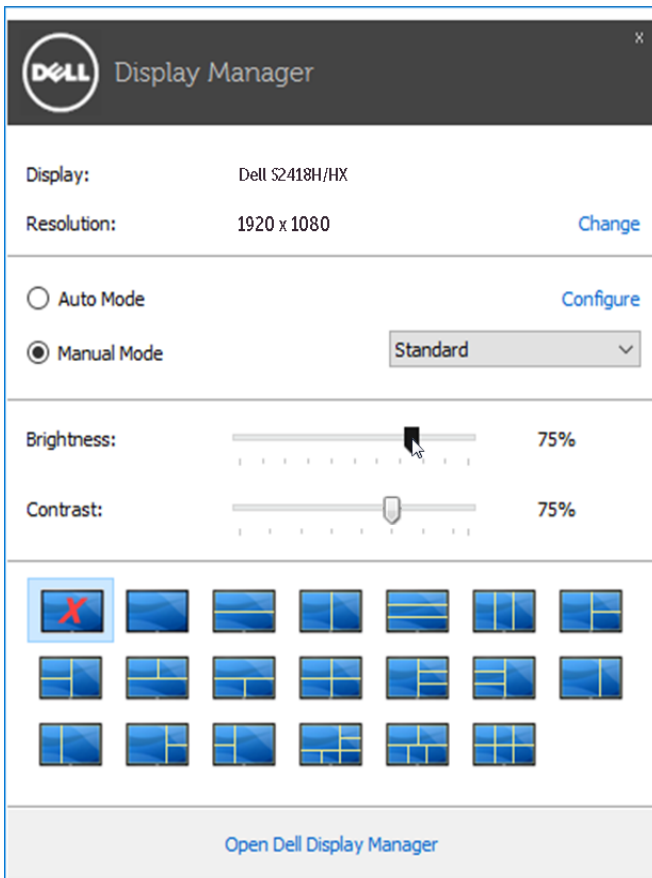 X
DELL Display Manager
Display: Dell S2418H/HX
Resolution: 1920 x 1080 Change
Auto Mode Configure
Manual Mode Standard
Brightness: 75%
Contrast: 75%
X
Open Dell Display Manager